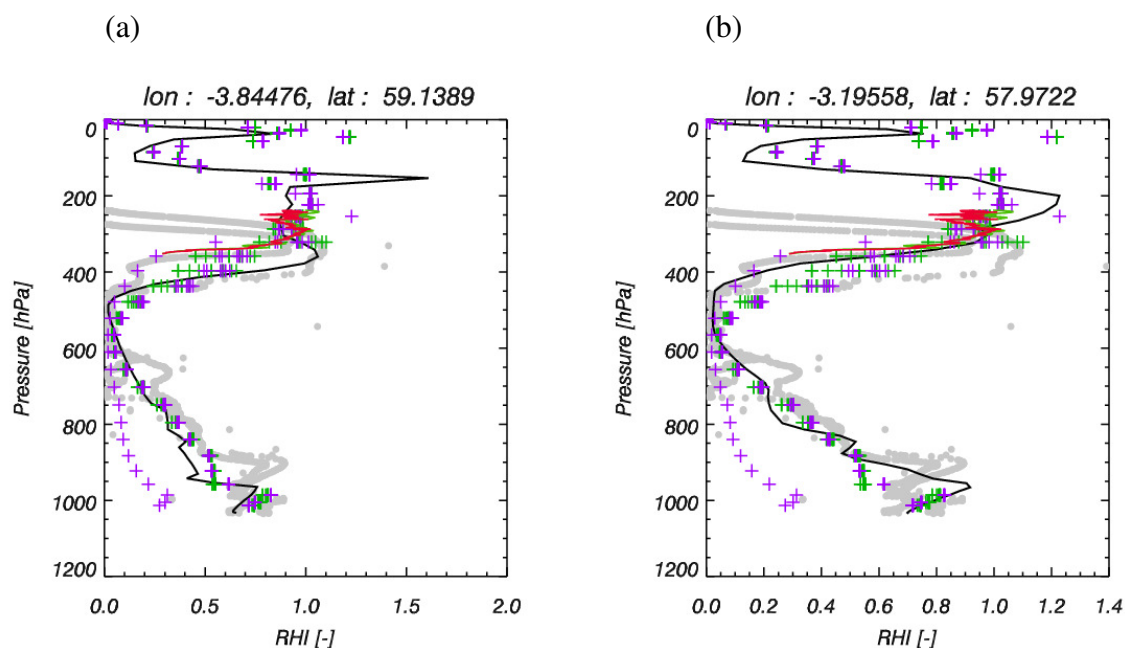 (a)
(b)
lon : -3.84476, lat : 59.1389
lon : -3.19558, lat : 57.9722
0
200
400
600
800
1000
1200
Pressure [hPa]
0.0 0.5 1.0 1.5 2.0
RHI [-]
0
200
400
600
800
1000
1200
Pressure [hPa]
0.0 0.2 0.4 0.6 0.8 1.0 1.2 1.4
RHI [-]